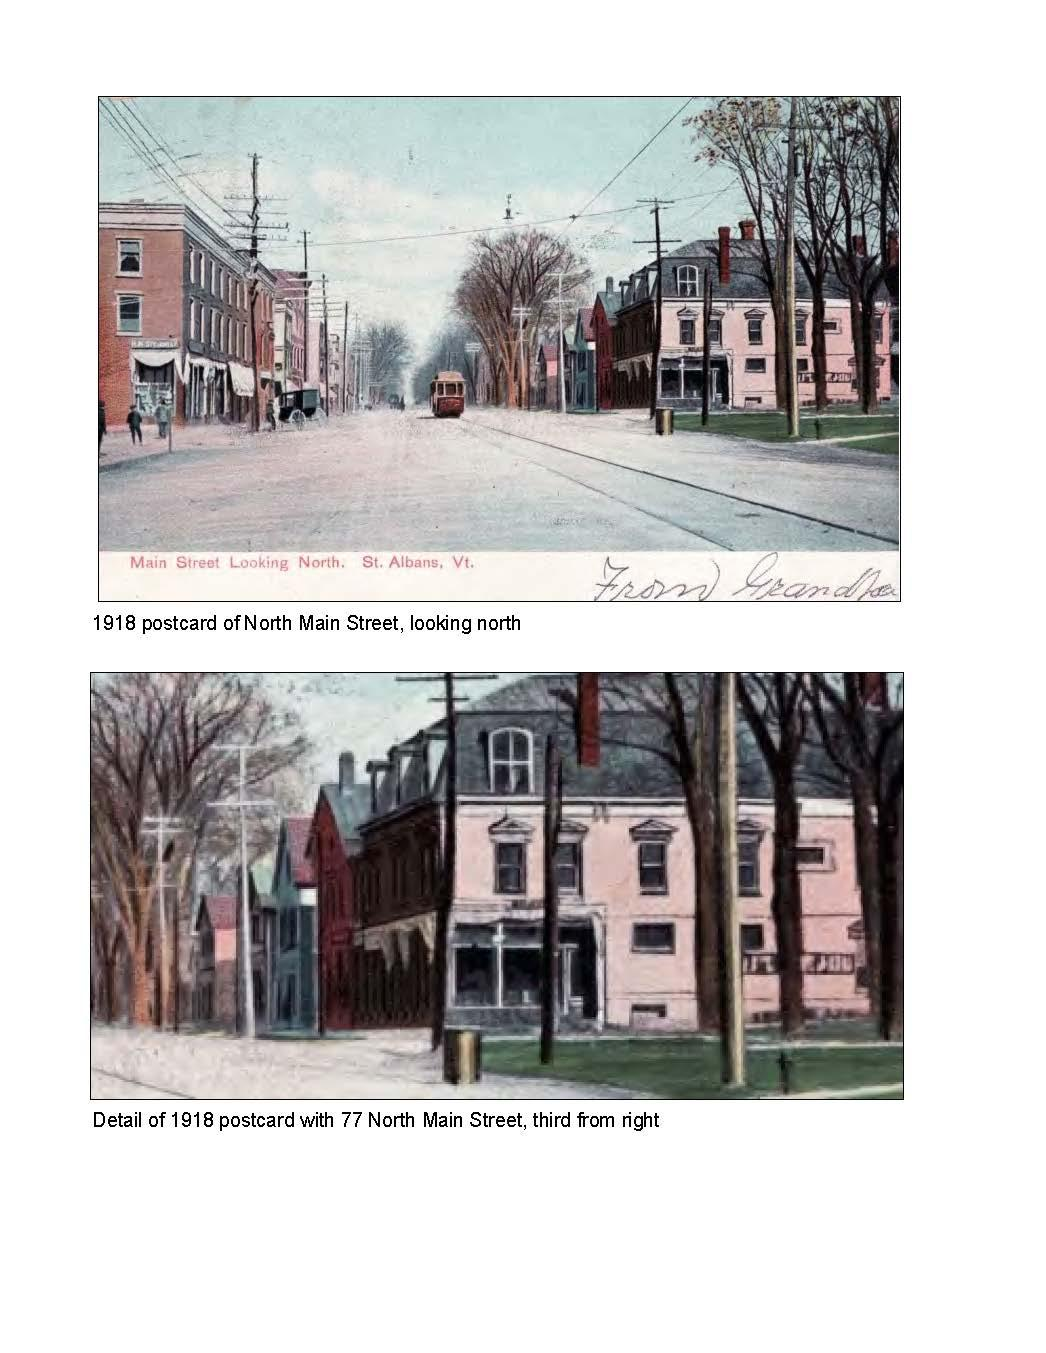 Main Street Looking North. St. Albans, Vt.
From
1918 postcard of North Main Street, looking north
Detail of 1918 postcard with 77 North Main Street, third from right